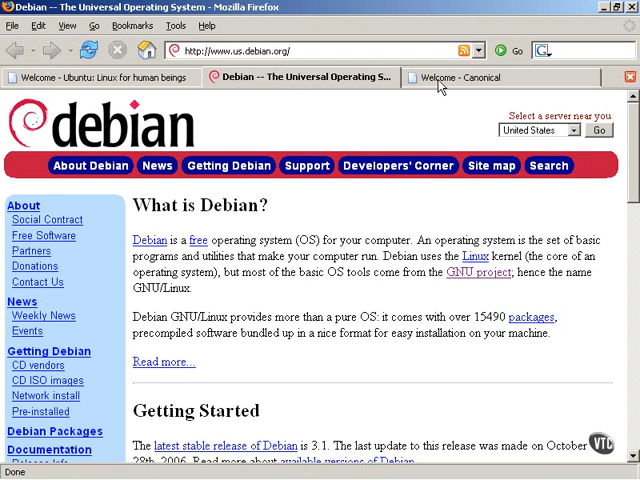 Debian -- The Universal Operating System - Mozilla Firefox
File Edit View Go Bookmarks Tools Help
http://www.us.debian.org/ Go G
Welcome - Ubuntu: Linux for human beings Debian -- The Universal Operating S... Welcome - Canonical
debian
Select a server near you
United States Go
About Debian News Getting Debian Support Developers' Corner Site map Search
About
Social Contract
Free Software
Partners
Donations
Contact Us
News
Weekly News
Events
Getting Debian
CD vendors
CD ISO images
Network install
Pre-installed
Debian Packages
Documentation
What is Debian?
Debian is a free operating system (OS) for your computer. An operating system is the set of basic
programs and utilities that make your computer run. Debian uses the Linux kernel (the core of an
operating system), but most of the basic OS tools come from the GNU project; hence the name
GNU/Linux.
Debian GNU/Linux provides more than a pure OS: it comes with over 15490 packages,
precompiled software bundled up in a nice format for easy installation on your machine.
Read more...
Getting Started
The latest stable release of Debian is 3.1. The last update to this release was made on October
28th, 2006. Read more about available versions of Debian.
VTC
Done